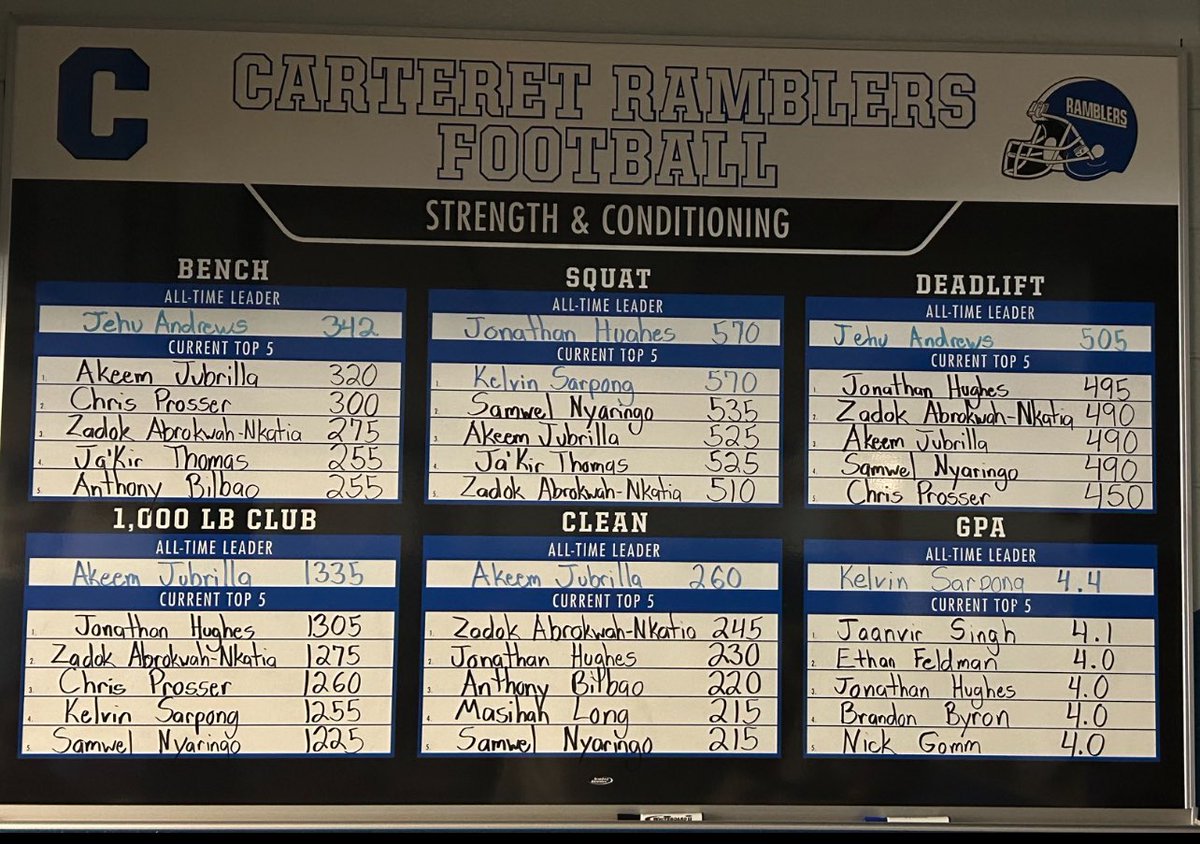 C
CARTERET RAMBLERS
FOOTBALL
RAMBLERS
STRENGTH & CONDITIONING
BENCH
ALL-TIME LEADER
Jehu Andrews 342
CURRENT TOP 5
1. Akeem Jubrilla 320
2. Chris Prosser 300
3. Zadok Abrokwah-Nkatia 275
4. Ja'Kir Thomas 255
5. Anthony Bilbao 255
SQUAT
ALL-TIME LEADER
Jonathan Hughes 570
CURRENT TOP 5
1. Kelvin Sarpong 570
2. Samwel Nyaringo 535
3. Akeem Jubrilla 525
4. Ja'Kir Thomas 525
5. Zadok Abrokwah-Nkatia 510
DEADLIFT
ALL-TIME LEADER
Jehu Andrews 505
CURRENT TOP 5
1. Jonathan Hughes 495
2. Zadok Abrokwah-Nkatia 490
3. Akeem Jubrilla 490
4. Samwel Nyaringo 490
5. Chris Prosser 450
1,000 LB CLUB
ALL-TIME LEADER
Akeem Jubrilla 1335
CURRENT TOP 5
1. Jonathan Hughes 1305
2. Zadok Abrokwah-Nkatia 1275
3. Chris Prosser 1260
4. Kelvin Sarpong 1255
5. Samwel Nyaringo 1225
CLEAN
ALL-TIME LEADER
Akeem Jubrilla 260
CURRENT TOP 5
1. Zadok Abrokwah-Nkatia 245
2. Jonathan Hughes 230
3. Anthony Bilbao 220
4. Masihah Long 215
5. Samwel Nyaringo 215
GPA
ALL-TIME LEADER
Kelvin Sarpong 4.4
CURRENT TOP 5
1. Jaanvir Singh 4.1
2. Ethan Feldman 4.0
3. Jonathan Hughes 4.0
4. Brandon Byron 4.0
5. Nick Gomm 4.0